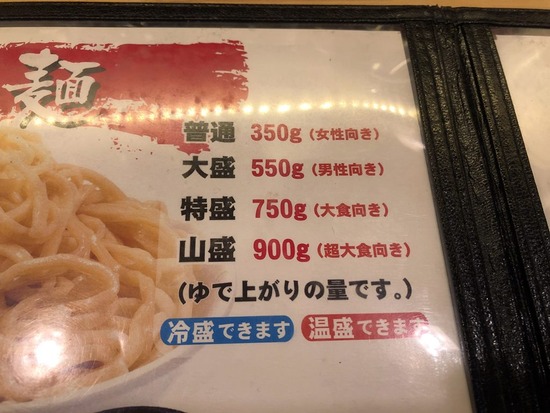 麺
普通 350g (女性向き)
大盛 550g (男性向き)
特盛 750g (大食向き)
山盛 900g (超大食向き)
(ゆで上がりの量です。)
冷盛できます 温盛できます